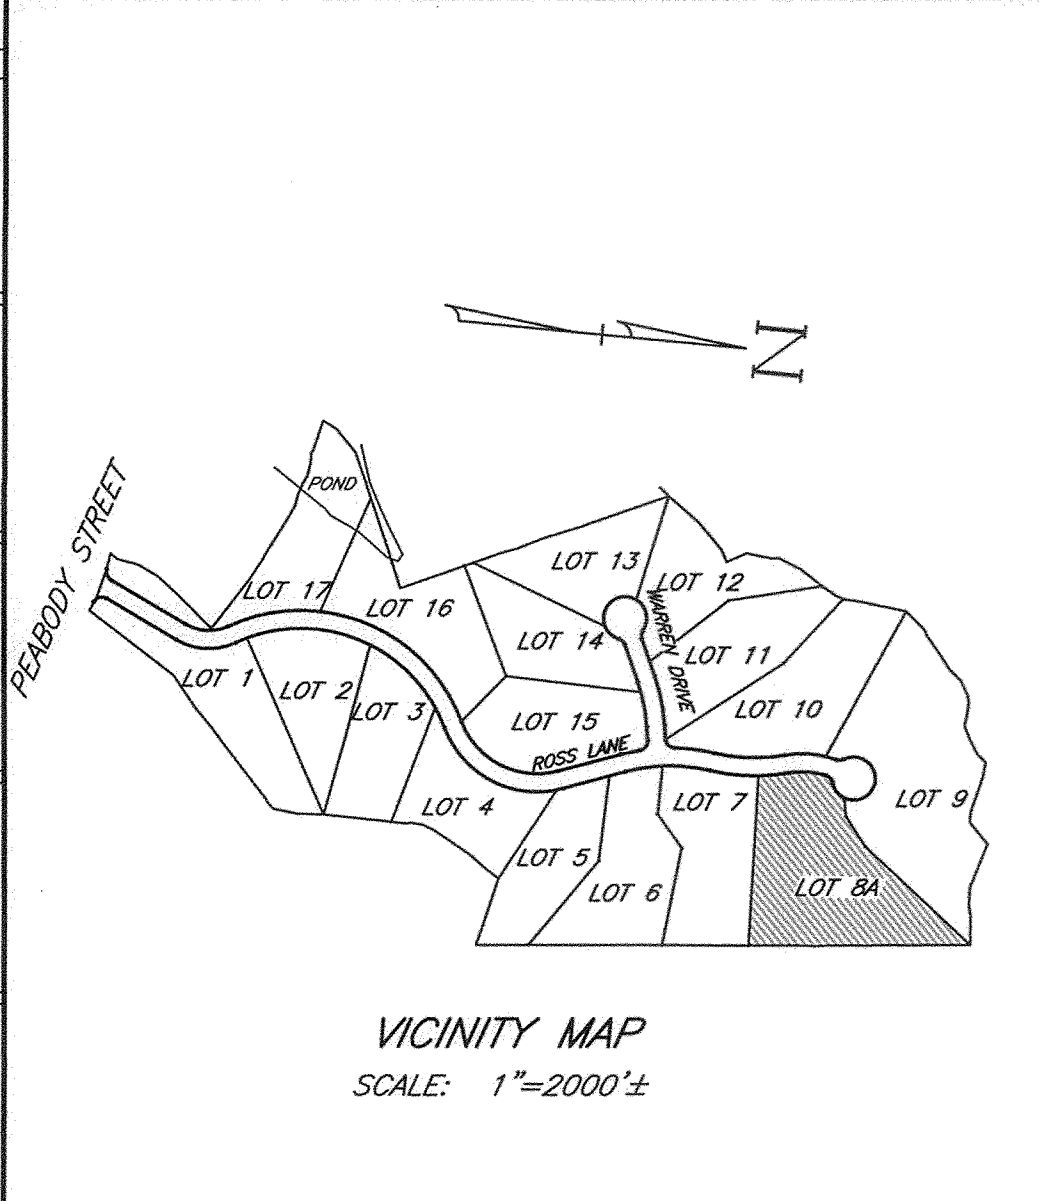 N
PEABODY STREET
POND
LOT 17
LOT 16
LOT 13
LOT 12
WARREN DRIVE
LOT 14
LOT 11
LOT 1
LOT 2
LOT 3
LOT 15
LOT 10
ROSS LANE
LOT 4
LOT 7
LOT 9
LOT 5
LOT 6
LOT 8A
VICINITY MAP
SCALE: 1"=2000'±